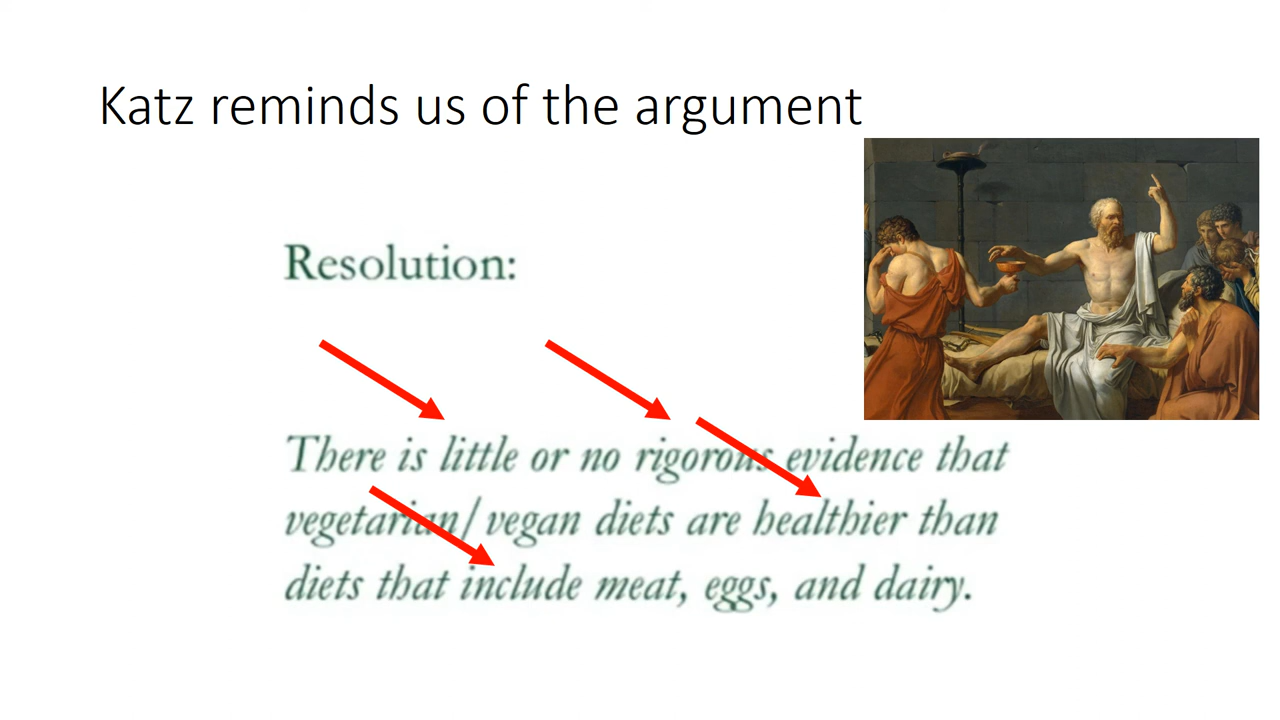 Katz reminds us of the argument
Resolution:
There is little or no rigorous evidence that
vegetarian/vegan diets are healthier than
diets that include meat, eggs, and dairy.